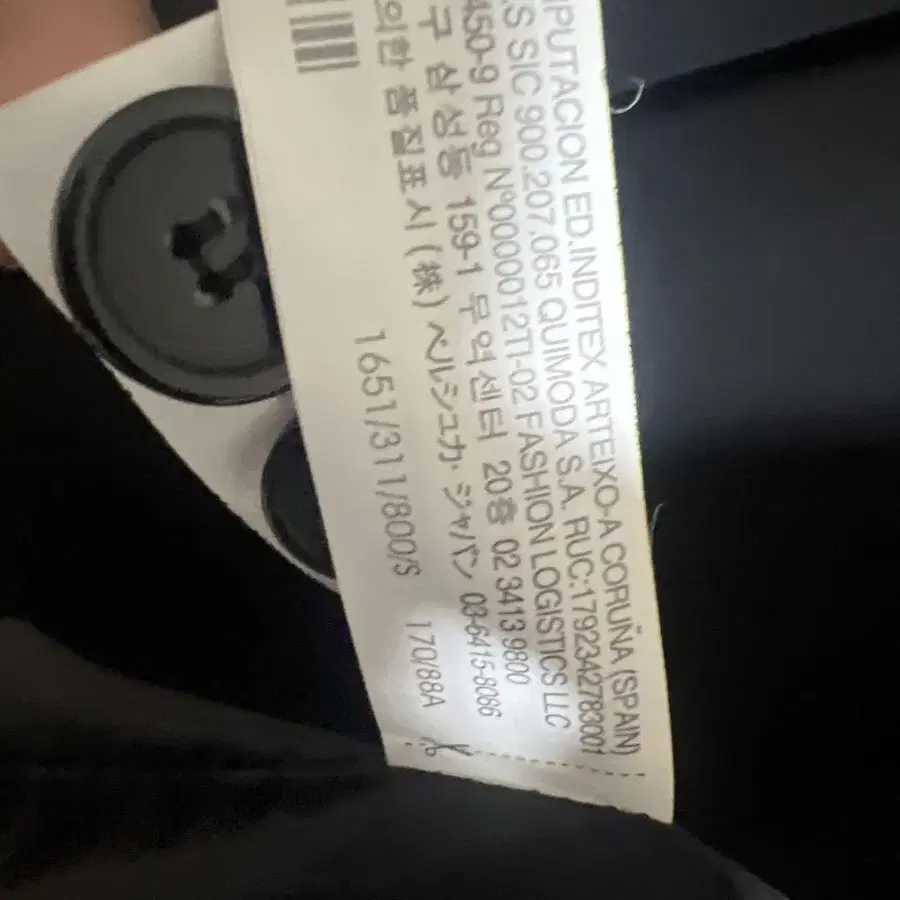 IMPUTACION ED.INDITEX ARTEIXO-A CORUÑA (SPAIN)
ES SIC 900.207.065 QUIMODA S.A. RUC:1792342783001
450-9 Reg Nº0000012TI-02 FASHION LOGISTICS LLC
구 삼성동 159-1 무역센터 20층 02 3413 9800
의한 품질표시 (株) ベルシュカ・ジャパン 03-6415-8086
1651/311/800/S 170/88A